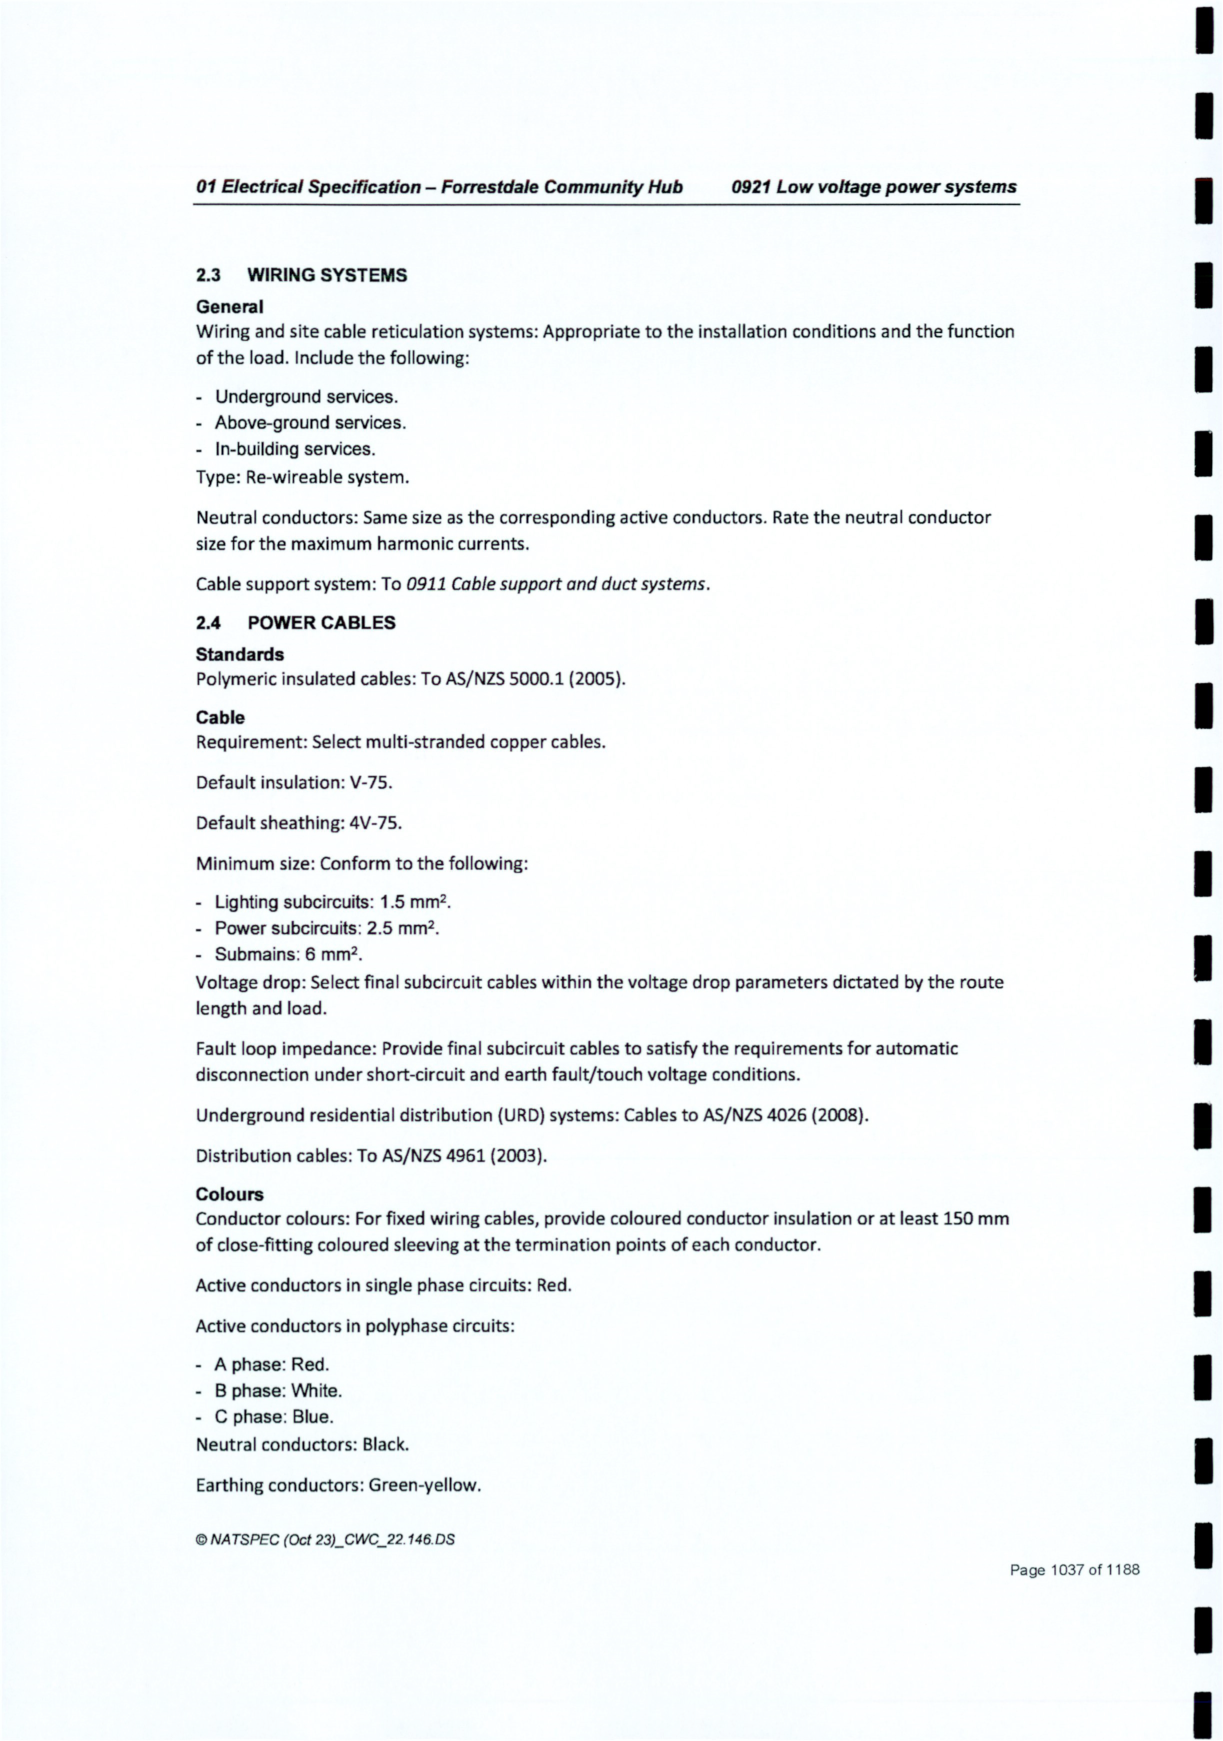 01 Electrical Specification – Forrestdale Community Hub 0921 Low voltage power systems
2.3 WIRING SYSTEMS
General
Wiring and site cable reticulation systems: Appropriate to the installation conditions and the function
of the load. Include the following:
- Underground services.
- Above-ground services.
- In-building services.
Type: Re-wireable system.
Neutral conductors: Same size as the corresponding active conductors. Rate the neutral conductor
size for the maximum harmonic currents.
Cable support system: To 0911 Cable support and duct systems.
2.4 POWER CABLES
Standards
Polymeric insulated cables: To AS/NZS 5000.1 (2005).
Cable
Requirement: Select multi-stranded copper cables.
Default insulation: V-75.
Default sheathing: 4V-75.
Minimum size: Conform to the following:
- Lighting subcircuits: 1.5 mm².
- Power subcircuits: 2.5 mm².
- Submains: 6 mm².
Voltage drop: Select final subcircuit cables within the voltage drop parameters dictated by the route
length and load.
Fault loop impedance: Provide final subcircuit cables to satisfy the requirements for automatic
disconnection under short-circuit and earth fault/touch voltage conditions.
Underground residential distribution (URD) systems: Cables to AS/NZS 4026 (2008).
Distribution cables: To AS/NZS 4961 (2003).
Colours
Conductor colours: For fixed wiring cables, provide coloured conductor insulation or at least 150 mm
of close-fitting coloured sleeving at the termination points of each conductor.
Active conductors in single phase circuits: Red.
Active conductors in polyphase circuits:
- A phase: Red.
- B phase: White.
- C phase: Blue.
Neutral conductors: Black.
Earthing conductors: Green-yellow.
© NATSPEC (Oct 23)_CWC_22.146.DS
Page 1037 of 1188